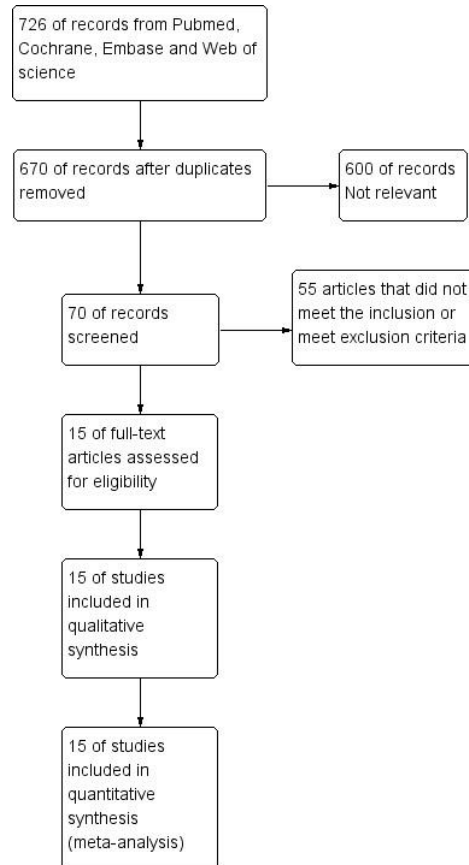 726 of records from Pubmed,
Cochrane, Embase and Web of
science
670 of records after duplicates
removed
600 of records
Not relevant
70 of records
screened
55 articles that did not
meet the inclusion or
meet exclusion criteria
15 of full-text
articles assessed
for eligibility
15 of studies
included in
qualitative
synthesis
15 of studies
included in
quantitative
synthesis
(meta-analysis)